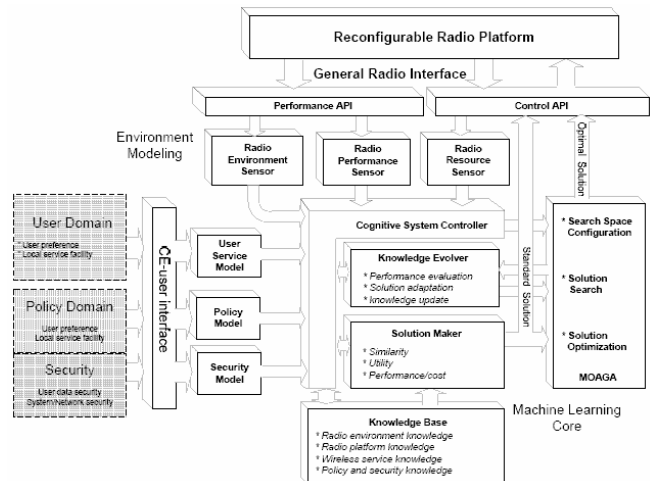 Reconfigurable Radio Platform
General Radio Interface
Performance API
Control API
Environment
Modeling
Radio
Environment
Sensor
Radio
Performance
Sensor
Radio
Resource
Sensor
Optimal Solution
User Domain
* User preference
* Local service facility
CE-user interface
User
Service
Model
Cognitive System Controller
Knowledge Evolver
* Performance evaluation
* Solution adaptation
* knowledge update
Standard Solution
* Search Space
Configuration
* Solution
Search
* Solution
Optimization
MOAGA
Policy Domain
User preference
Local service facility
Policy
Model
Solution Maker
* Similarity
* Utility
* Performance/cost
Security
User data security
System/Network security
Security
Model
Knowledge Base
* Radio environment knowledge
* Radio platform knowledge
* Wireless service knowledge
* Policy and security knowledge
Machine Learning
Core